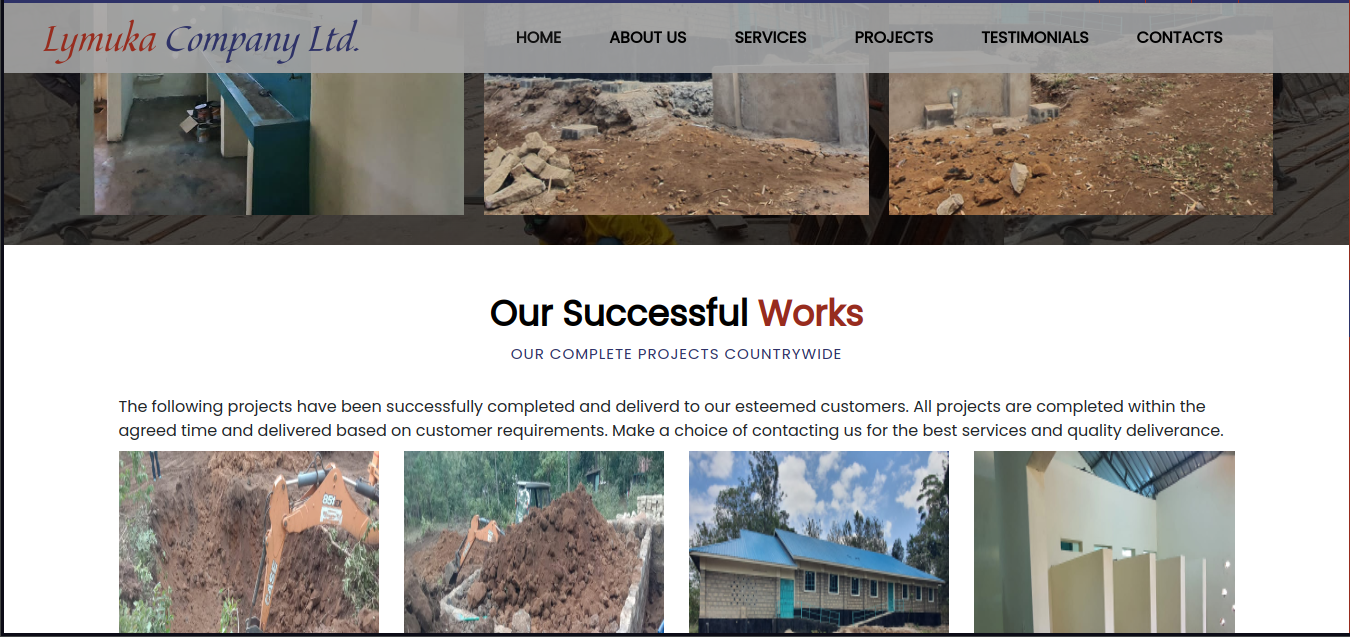 Lymuka Company Ltd.
HOME ABOUT US SERVICES PROJECTS TESTIMONIALS CONTACTS
Our Successful Works
OUR COMPLETE PROJECTS COUNTRYWIDE
The following projects have been successfully completed and deliverd to our esteemed customers. All projects are completed within the
agreed time and delivered based on customer requirements. Make a choice of contacting us for the best services and quality deliverance.
CASE